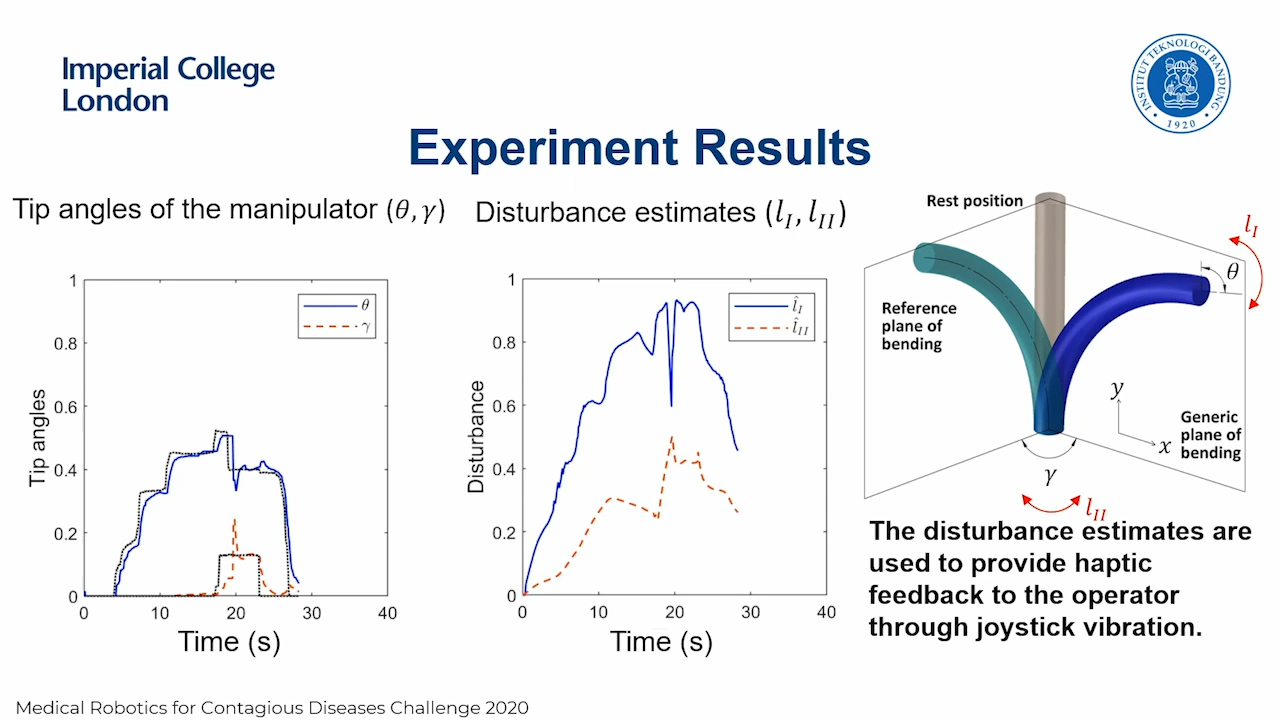 Imperial College
London
INSTITUT TEKNOLOGI BANDUNG
1920
Experiment Results
Tip angles of the manipulator (θ, γ)
1
0.8
0.6
0.4
0.2
0
0 10 20 30 40
Tip angles
Time (s)
θ
γ
Disturbance estimates (l_I, l_II)
1
0.8
0.6
0.4
0.2
0
0 10 20 30 40
Disturbance
Time (s)
l̂_I
l̂_II
Rest position
l_I
θ
Reference
plane of
bending
y
x
Generic
plane of
bending
γ
l_II
The disturbance estimates are
used to provide haptic
feedback to the operator
through joystick vibration.
Medical Robotics for Contagious Diseases Challenge 2020